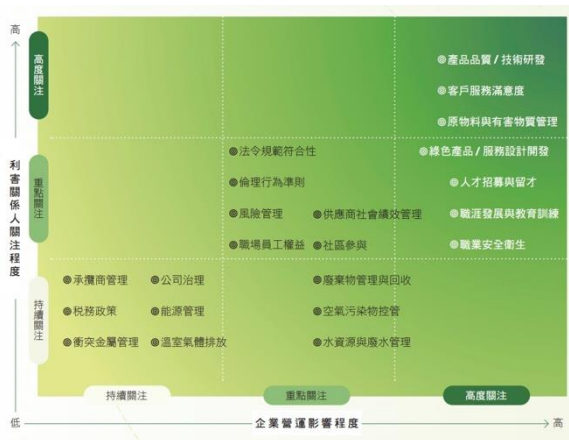 高
高度關注
◎產品品質 / 技術研發
◎客戶服務滿意度
◎原物料與有害物質管理
利害關係人關注程度
重點關注
◎法令規範符合性
◎綠色產品 / 服務設計開發
◎倫理行為準則
◎人才招募與留才
◎風險管理 ◎供應商社會績效管理
◎職涯發展與教育訓練
◎職場員工權益 ◎社區參與
◎職業安全衛生
持續關注
◎承攬商管理 ◎公司治理
◎廢棄物管理與回收
◎稅務政策 ◎能源管理
◎空氣污染物控管
◎衝突金屬管理 ◎溫室氣體排放
◎水資源與廢水管理
持續關注 重點關注 高度關注
低 企業營運影響程度 高